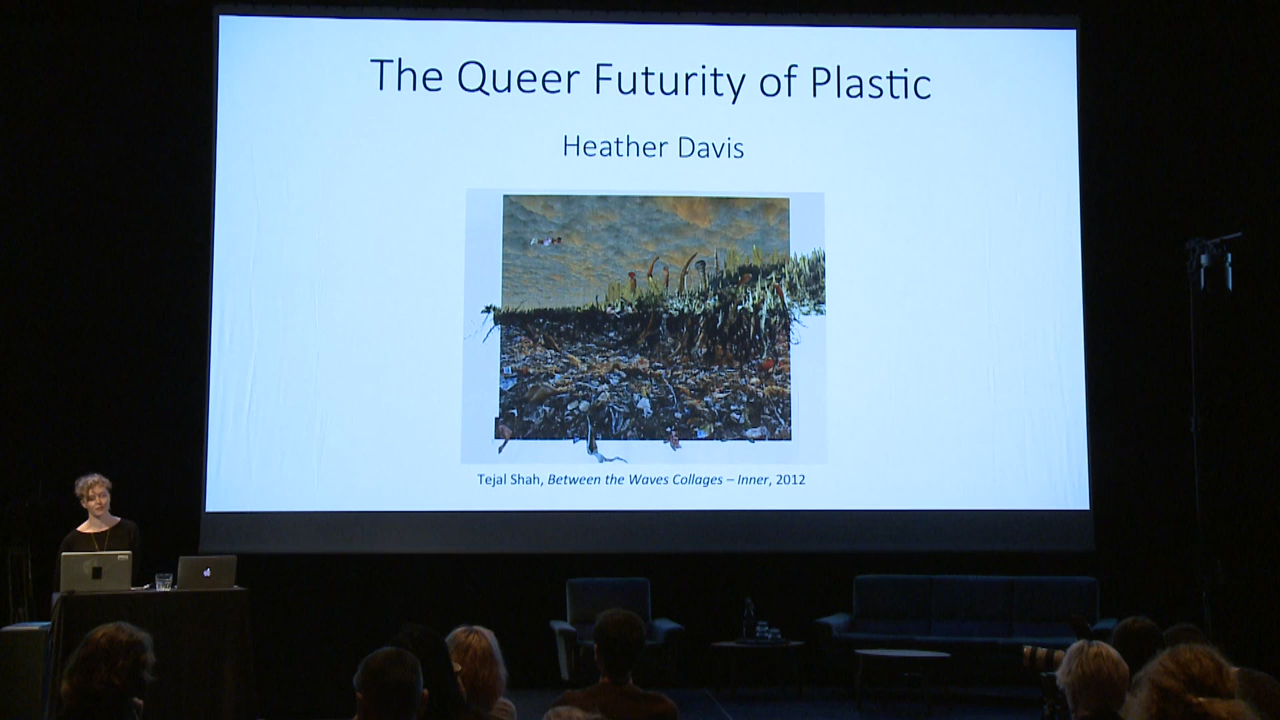 The Queer Futurity of Plastic
Heather Davis
Tejal Shah, Between the Waves Collages – Inner, 2012